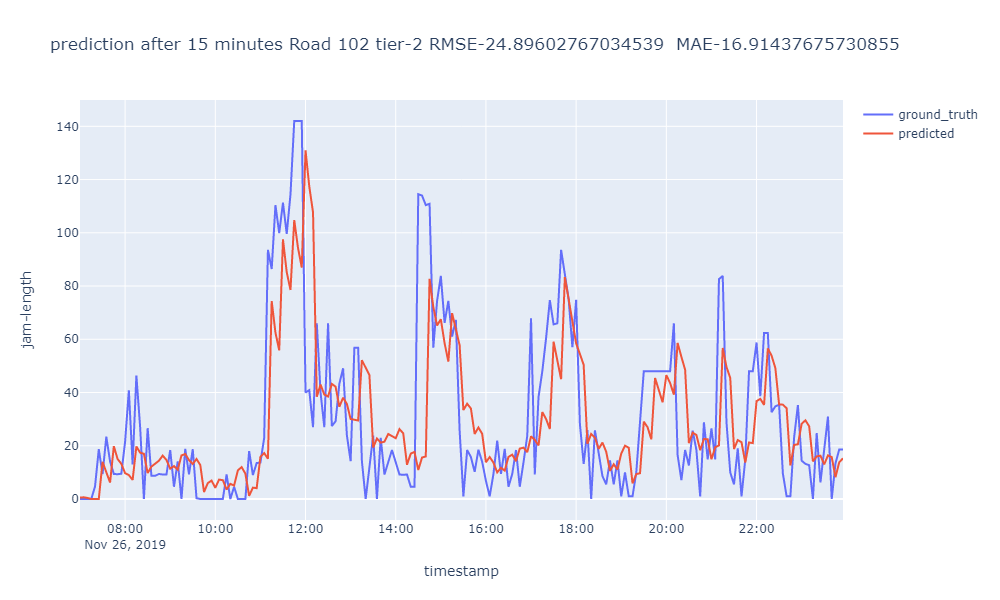 prediction after 15 minutes Road 102 tier-2 RMSE-24.89602767034539  MAE-16.91437675730855
ground_truth
predicted
140
120
100
80
60
40
20
0
jam-length
08:00 10:00 12:00 14:00 16:00 18:00 20:00 22:00
Nov 26, 2019
timestamp